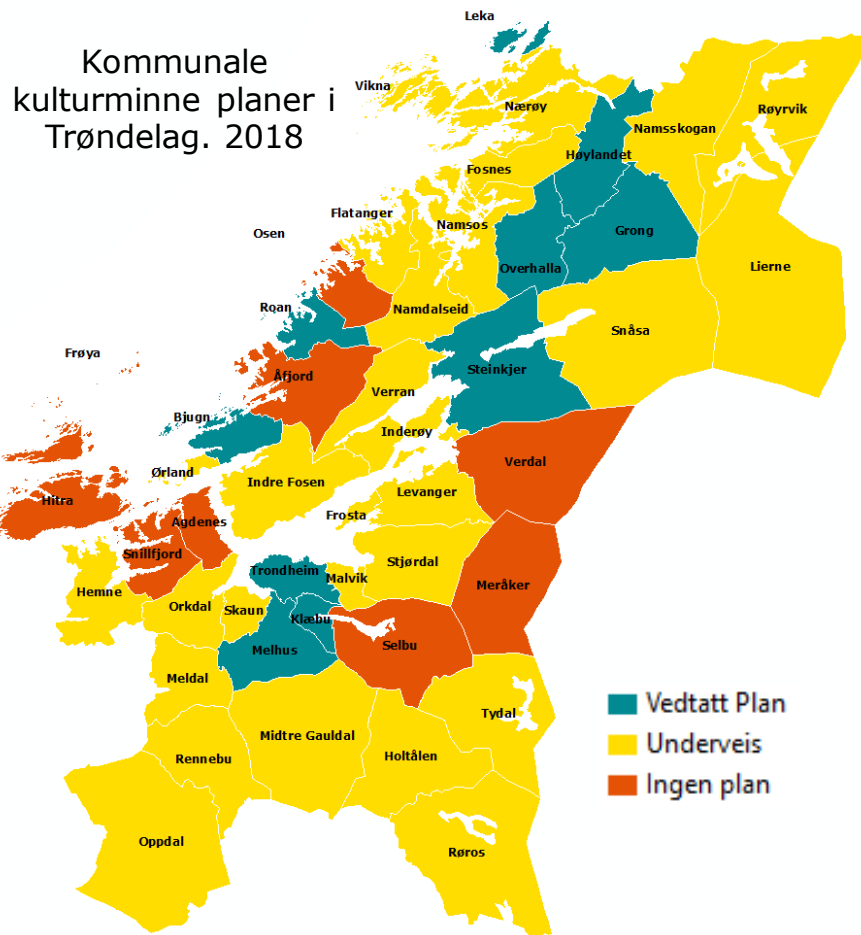 Leka
Kommunale
kulturminne planer i
Trøndelag. 2018
Vikna
Nærøy
Røyrvik
Namsskogan
Høylandet
Fosnes
Flatanger
Namsos
Osen
Grong
Overhalla
Lierne
Roan
Namdalseid
Snåsa
Frøya
Steinkjer
Åfjord
Verran
Bjugn
Inderøy
Verdal
Ørland
Indre Fosen
Levanger
Hitra
Frosta
Agdenes
Snillfjord
Stjørdal
Trondheim
Malvik
Meråker
Hemne
Orkdal
Skaun
Klæbu
Selbu
Melhus
Meldal
Vedtatt Plan
Tydal
Midtre Gauldal
Underveis
Rennebu
Holtålen
Ingen plan
Oppdal
Røros